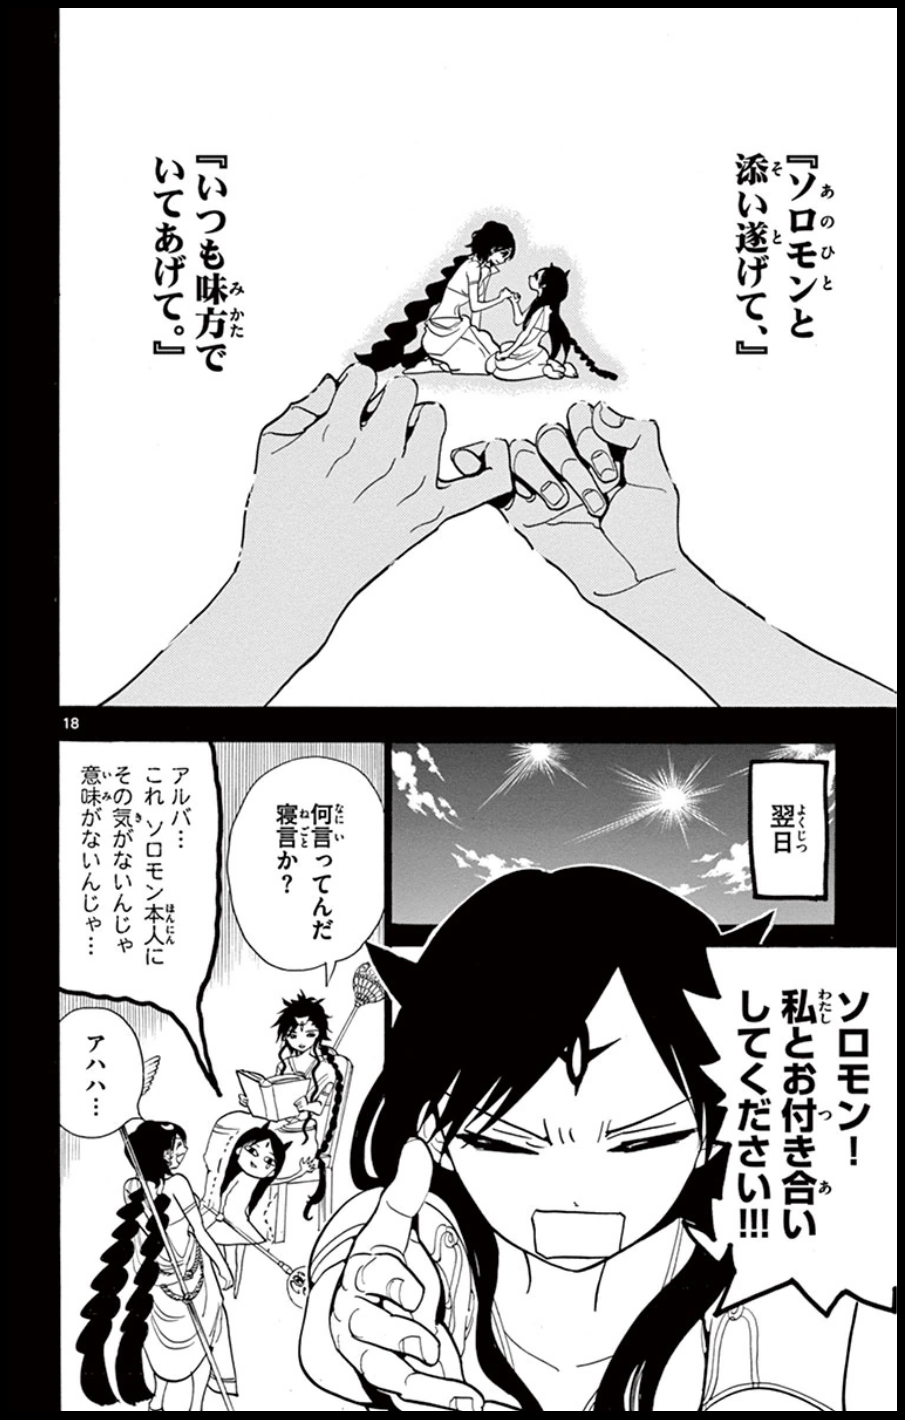 『ソロモンと
添い遂げて、』
『いつも味方で
いてあげて。』
18
翌日
ソロモン！
私とお付き合い
してください!!!
何言ってんだ
寝言か？
アルバ…
これ ソロモン本人に
その気がないんじゃ
意味がないんじゃ…
アハハ…